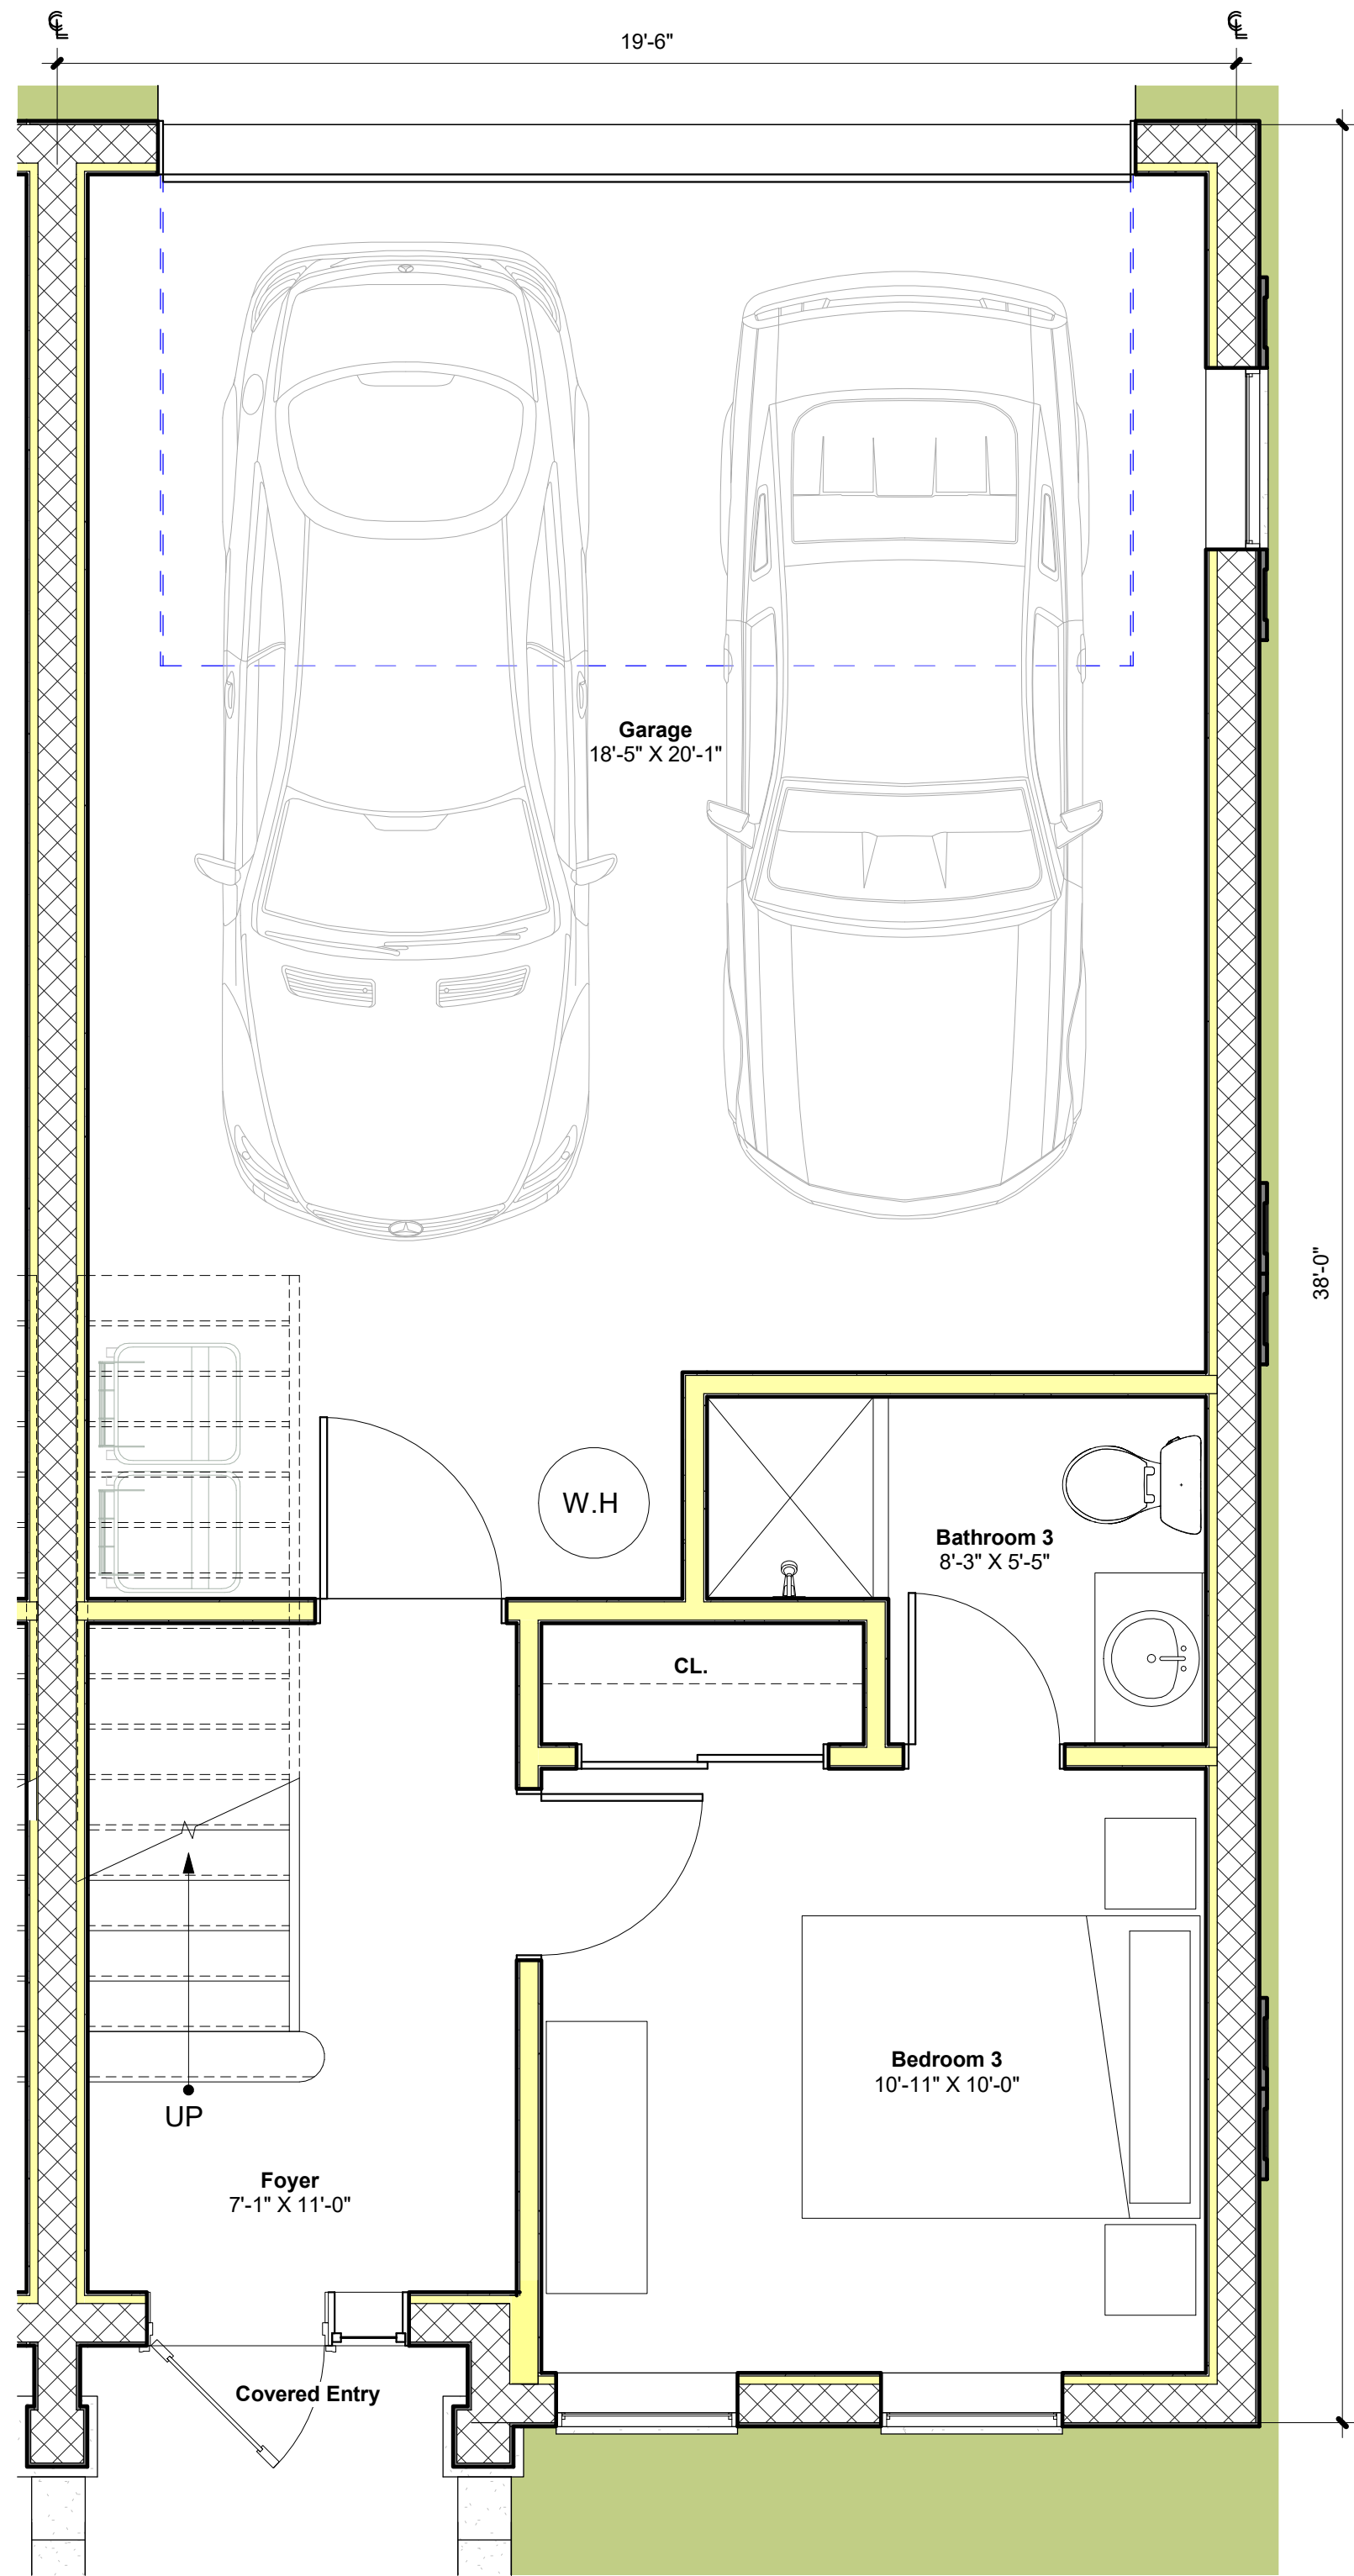 ℄ ℄
19'-6"
Garage
18'-5" X 20'-1"
38'-0"
W.H
Bathroom 3
8'-3" X 5'-5"
CL.
Bedroom 3
10'-11" X 10'-0"
UP
Foyer
7'-1" X 11'-0"
Covered Entry